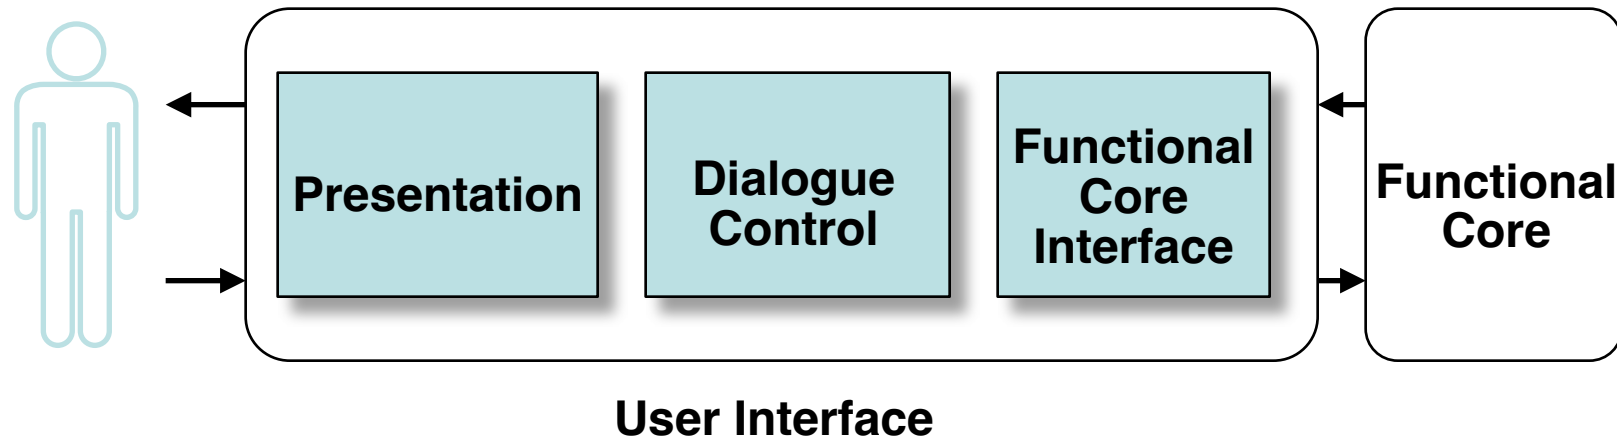 Presentation
Dialogue
Control
Functional
Core
Interface
Functional
Core
User Interface